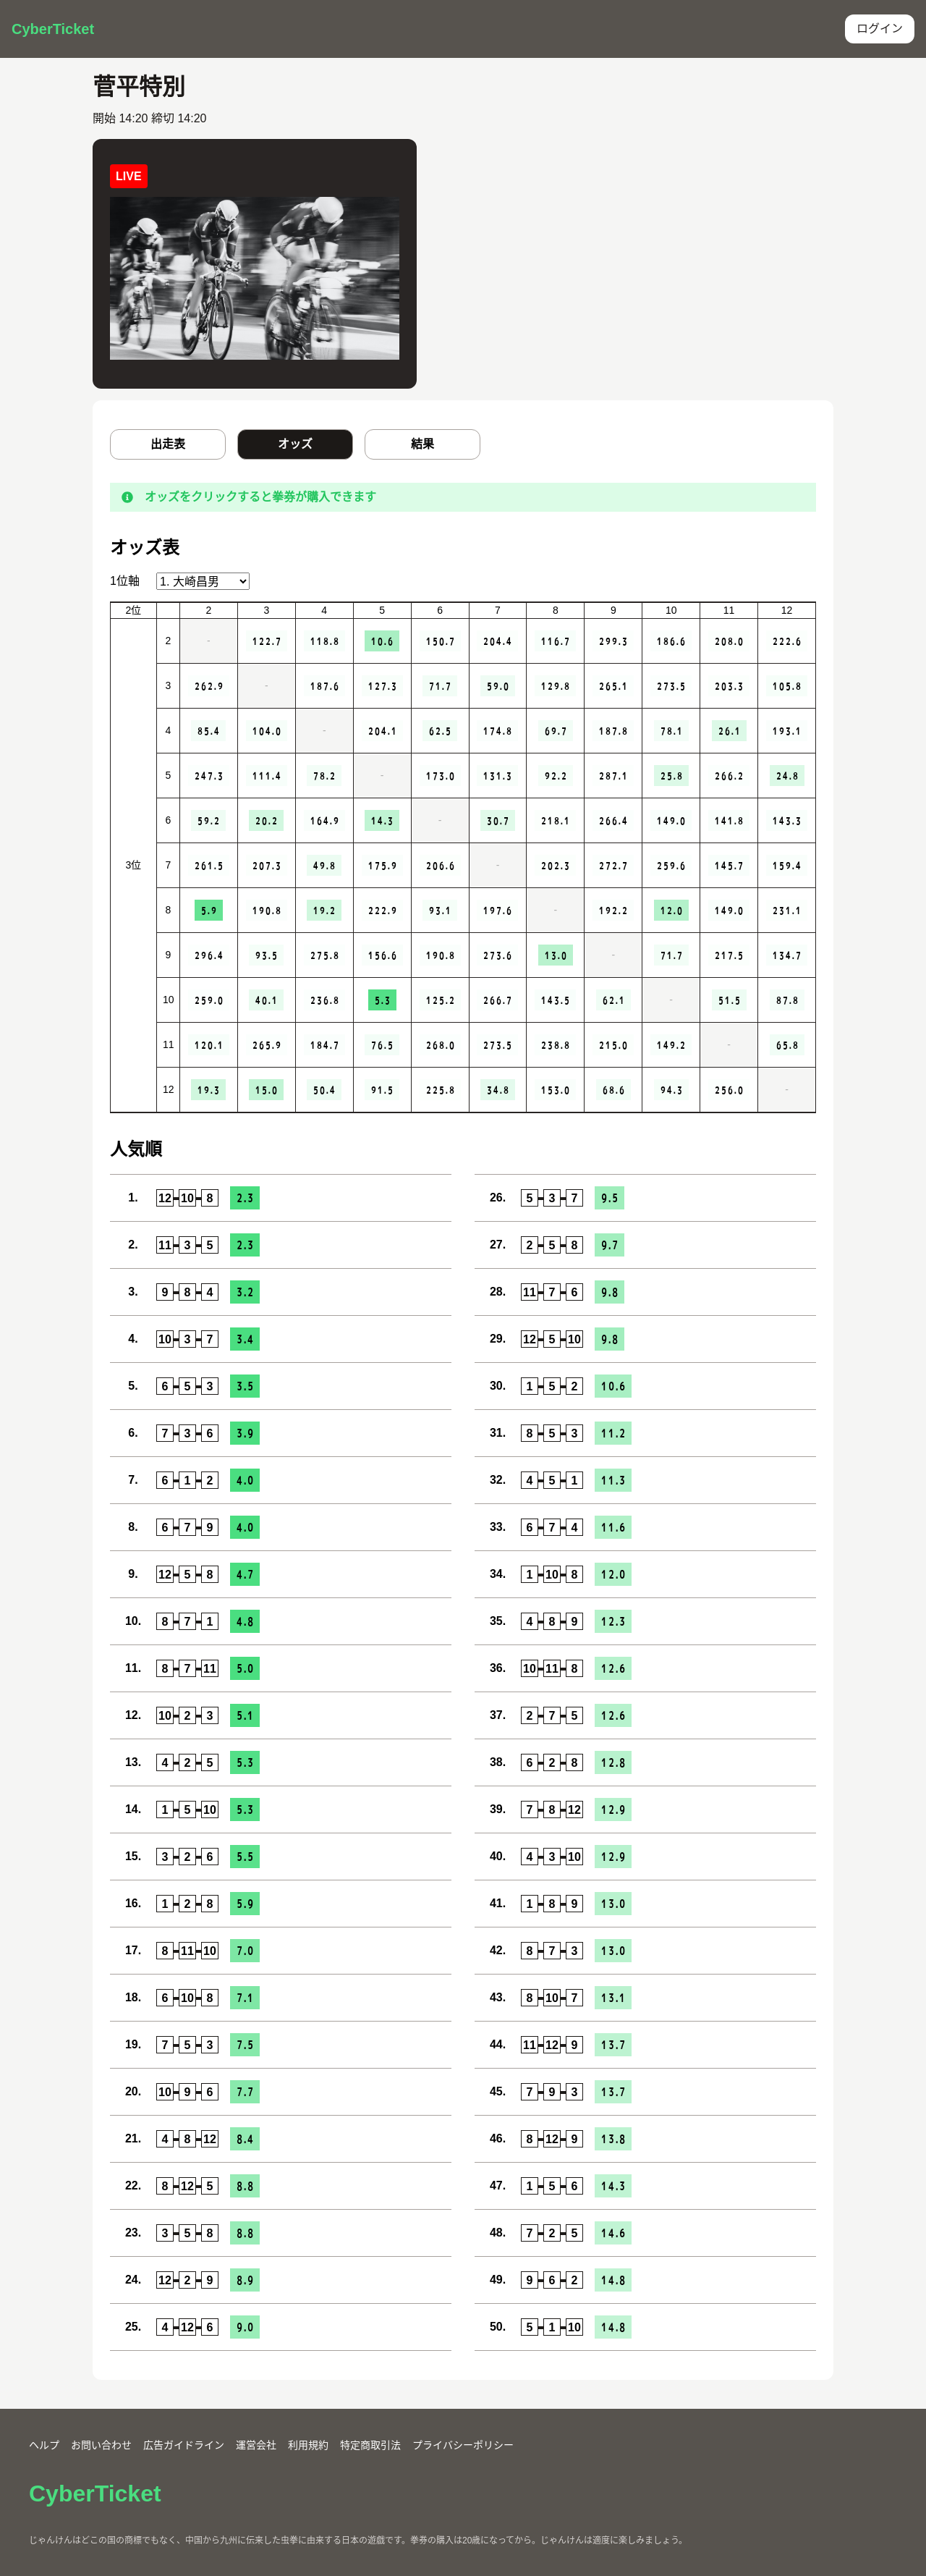 CyberTicket
ログイン
菅平特別
開始 14:20 締切 14:20
LIVE
出走表 オッズ 結果
オッズをクリックすると拳券が購入できます
オッズ表
1位軸 1. 大崎昌男
2位 2 3 4 5 6 7 8 9 10 11 12
2 - 122.7 118.8 10.6 150.7 204.4 116.7 299.3 186.6 208.0 222.6
3 262.9 - 187.6 127.3 71.7 59.0 129.8 265.1 273.5 203.3 105.8
4 85.4 104.0 - 204.1 62.5 174.8 69.7 187.8 78.1 26.1 193.1
5 247.3 111.4 78.2 - 173.0 131.3 92.2 287.1 25.8 266.2 24.8
6 59.2 20.2 164.9 14.3 - 30.7 218.1 266.4 149.0 141.8 143.3
3位 7 261.5 207.3 49.8 175.9 206.6 - 202.3 272.7 259.6 145.7 159.4
8 5.9 190.8 19.2 222.9 93.1 197.6 - 192.2 12.0 149.0 231.1
9 296.4 93.5 275.8 156.6 190.8 273.6 13.0 - 71.7 217.5 134.7
10 259.0 40.1 236.8 5.3 125.2 266.7 143.5 62.1 - 51.5 87.8
11 120.1 265.9 184.7 76.5 268.0 273.5 238.8 215.0 149.2 - 65.8
12 19.3 15.0 50.4 91.5 225.8 34.8 153.0 68.6 94.3 256.0 -
人気順
1. 12-10-8 2.3
2. 11-3-5 2.3
3. 9-8-4 3.2
4. 10-3-7 3.4
5. 6-5-3 3.5
6. 7-3-6 3.9
7. 6-1-2 4.0
8. 6-7-9 4.0
9. 12-5-8 4.7
10. 8-7-1 4.8
11. 8-7-11 5.0
12. 10-2-3 5.1
13. 4-2-5 5.3
14. 1-5-10 5.3
15. 3-2-6 5.5
16. 1-2-8 5.9
17. 8-11-10 7.0
18. 6-10-8 7.1
19. 7-5-3 7.5
20. 10-9-6 7.7
21. 4-8-12 8.4
22. 8-12-5 8.8
23. 3-5-8 8.8
24. 12-2-9 8.9
25. 4-12-6 9.0
26. 5-3-7 9.5
27. 2-5-8 9.7
28. 11-7-6 9.8
29. 12-5-10 9.8
30. 1-5-2 10.6
31. 8-5-3 11.2
32. 4-5-1 11.3
33. 6-7-4 11.6
34. 1-10-8 12.0
35. 4-8-9 12.3
36. 10-11-8 12.6
37. 2-7-5 12.6
38. 6-2-8 12.8
39. 7-8-12 12.9
40. 4-3-10 12.9
41. 1-8-9 13.0
42. 8-7-3 13.0
43. 8-10-7 13.1
44. 11-12-9 13.7
45. 7-9-3 13.7
46. 8-12-9 13.8
47. 1-5-6 14.3
48. 7-2-5 14.6
49. 9-6-2 14.8
50. 5-1-10 14.8
ヘルプ お問い合わせ 広告ガイドライン 運営会社 利用規約 特定商取引法 プライバシーポリシー
CyberTicket
じゃんけんはどこの国の商標でもなく、中国から九州に伝来した虫拳に由来する日本の遊戯です。拳券の購入は20歳になってから。じゃんけんは適度に楽しみましょう。